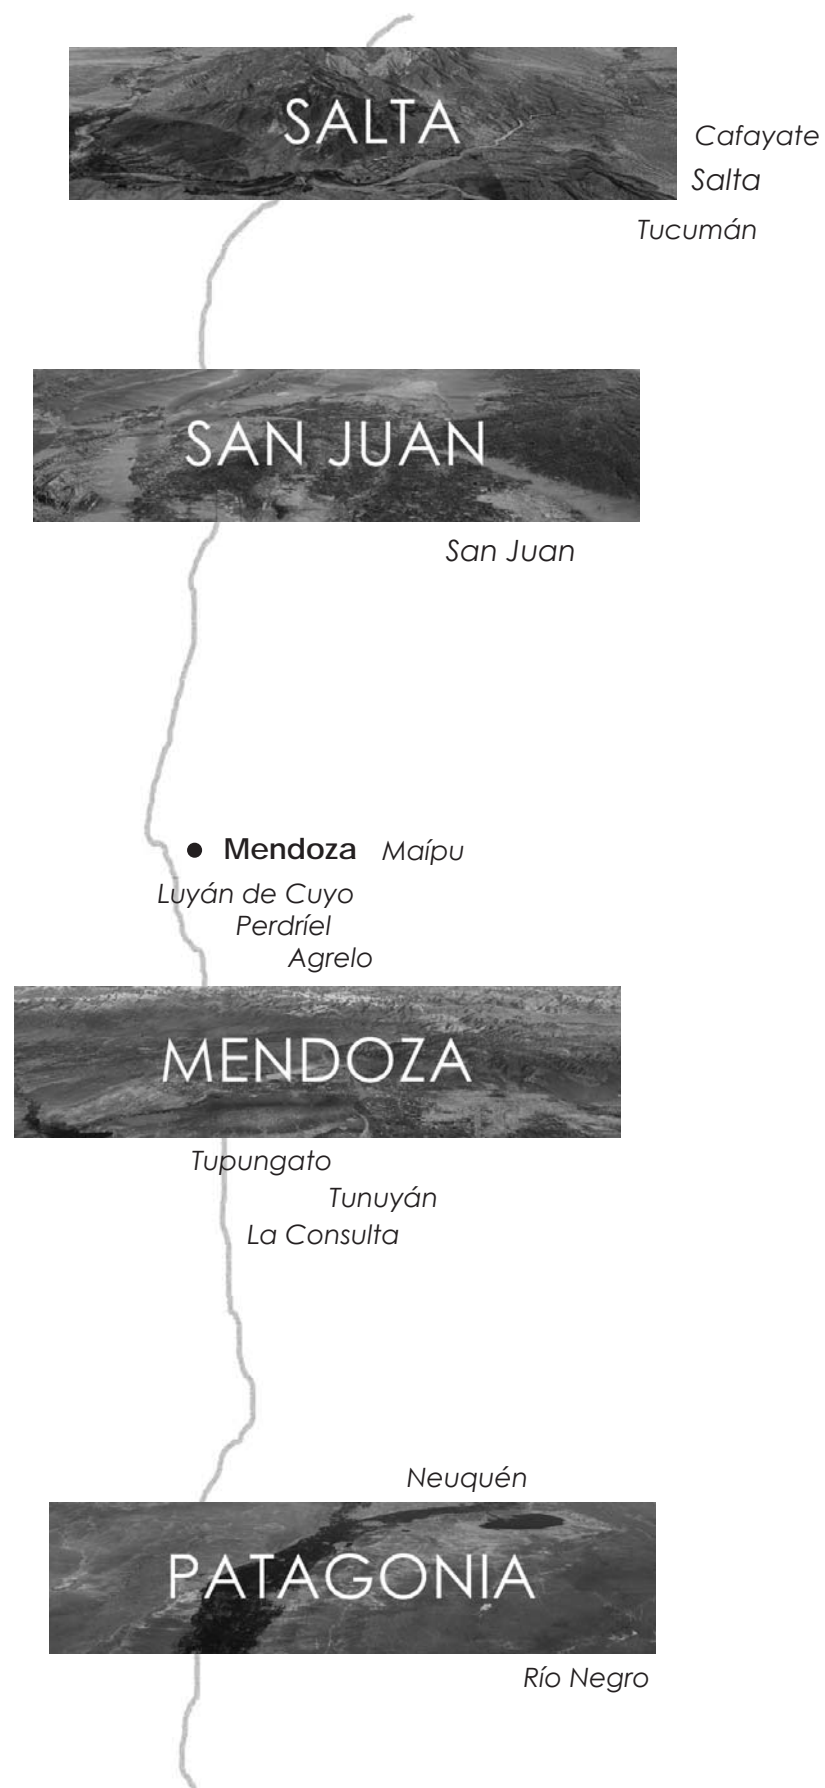 SALTA
Cafayate
Salta
Tucumán
SAN JUAN
San Juan
Mendoza Maípu
Luyán de Cuyo
Perdríel
Agrelo
MENDOZA
Tupungato
Tunuyán
La Consulta
Neuquén
PATAGONIA
Río Negro